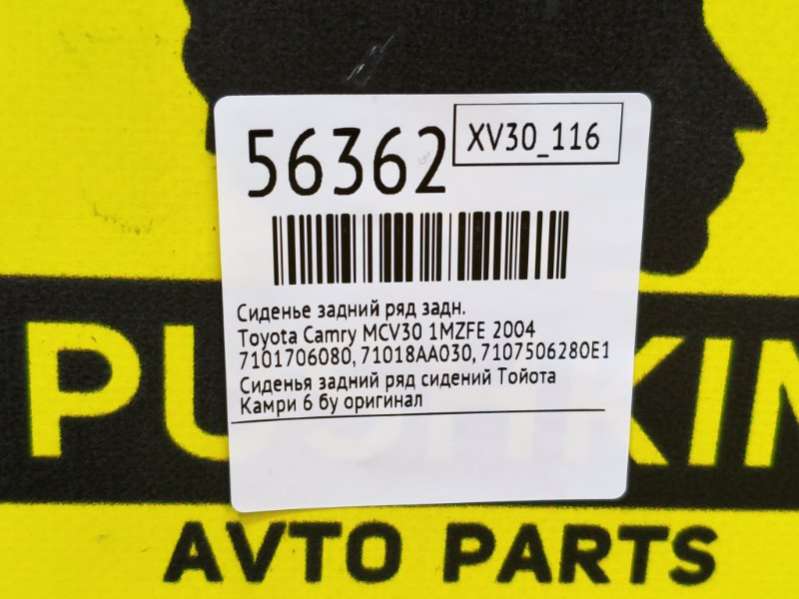 56362
XV30_116
Сиденье задний ряд задн.
Toyota Camry MCV30 1MZFE 2004
7101706080, 71018AA030, 7107506280E1
Сиденья задний ряд сидений Тойота
Камри 6 бу оригинал
AVTO PARTS